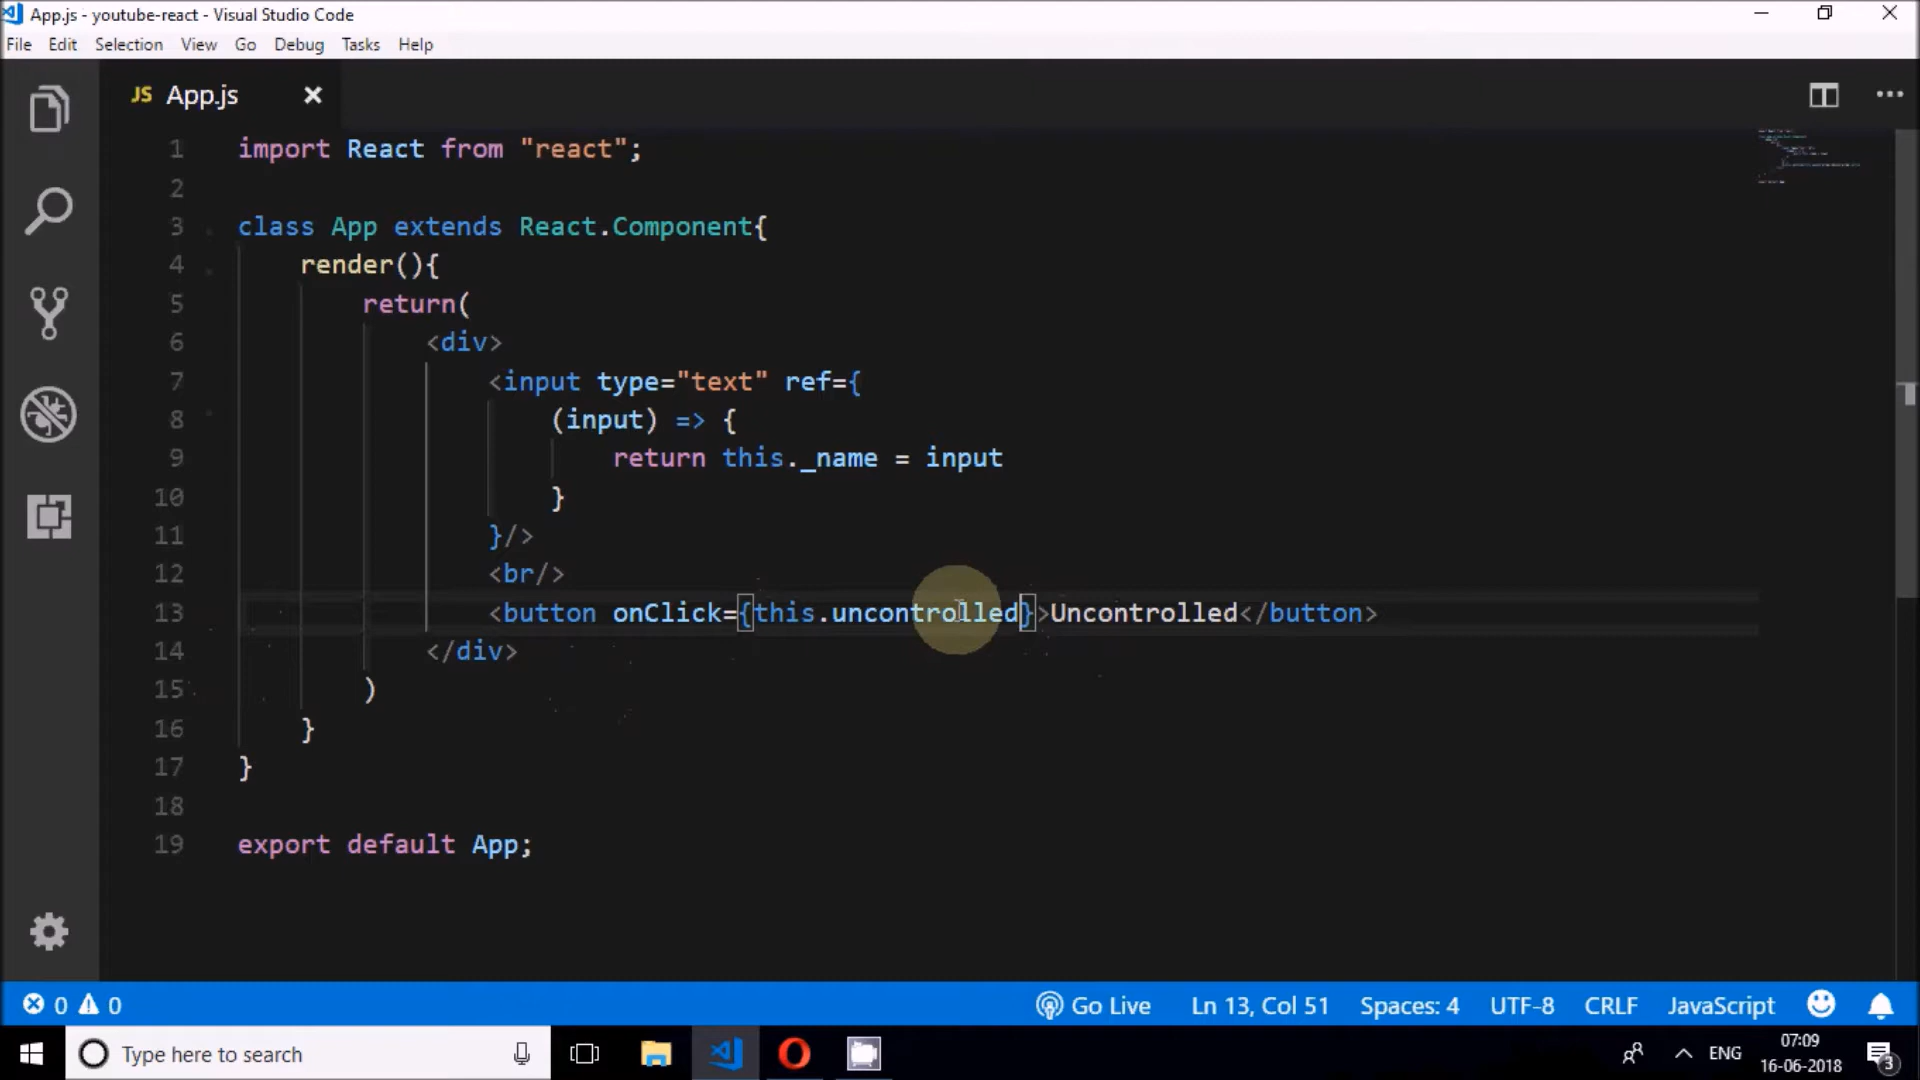 App.js - youtube-react - Visual Studio Code
File Edit Selection View Go Debug Tasks Help
JS App.js
1 import React from "react";
2
3 class App extends React.Component{
4 render(){
5 return(
6 <div>
7 <input type="text" ref={
8 (input) => {
9 return this._name = input
10 }
11 }/>
12 <br/>
13 <button onClick={this.uncontrolled}>Uncontrolled</button>
14 </div>
15 )
16 }
17 }
18
19 export default App;
0 0 Go Live Ln 13, Col 51 Spaces: 4 UTF-8 CRLF JavaScript
Type here to search
ENG
07:09
16-06-2018
3